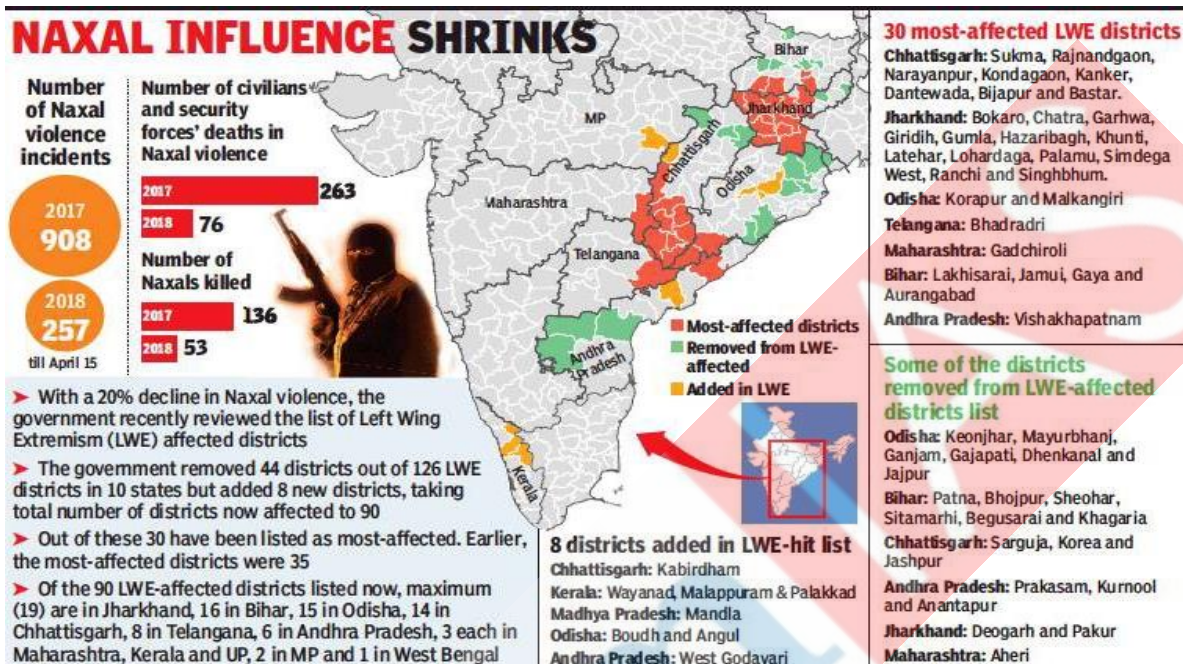 NAXAL INFLUENCE SHRINKS
Number
of Naxal
violence
incidents
2017
908
2018
257
till April 15
Number of civilians
and security
forces' deaths in
Naxal violence
2017 263
2018 76
Number of
Naxals killed
2017 136
2018 53
Bihar
Jharkhand
MP
Chhattisgarh
Odisha
Maharashtra
Telangana
Andhra
Pradesh
Kerala
Most-affected districts
Removed from LWE-
affected
Added in LWE
➤ With a 20% decline in Naxal violence, the
government recently reviewed the list of Left Wing
Extremism (LWE) affected districts
➤ The government removed 44 districts out of 126 LWE
districts in 10 states but added 8 new districts, taking
total number of districts now affected to 90
➤ Out of these 30 have been listed as most-affected. Earlier,
the most-affected districts were 35
➤ Of the 90 LWE-affected districts listed now, maximum
(19) are in Jharkhand, 16 in Bihar, 15 in Odisha, 14 in
Chhattisgarh, 8 in Telangana, 6 in Andhra Pradesh, 3 each in
Maharashtra, Kerala and UP, 2 in MP and 1 in West Bengal
8 districts added in LWE-hit list
Chhattisgarh: Kabirdham
Kerala: Wayanad, Malappuram & Palakkad
Madhya Pradesh: Mandla
Odisha: Boudh and Angul
Andhra Pradesh: West Godavari
30 most-affected LWE districts
Chhattisgarh: Sukma, Rajnandgaon,
Narayanpur, Kondagaon, Kanker,
Dantewada, Bijapur and Bastar.
Jharkhand: Bokaro, Chatra, Garhwa,
Giridih, Gumla, Hazaribagh, Khunti,
Latehar, Lohardaga, Palamu, Simdega
West, Ranchi and Singhbhum.
Odisha: Korapur and Malkangiri
Telangana: Bhadradri
Maharashtra: Gadchiroli
Bihar: Lakhisarai, Jamui, Gaya and
Aurangabad
Andhra Pradesh: Vishakhapatnam
Some of the districts
removed from LWE-affected
districts list
Odisha: Keonjhar, Mayurbhanj,
Ganjam, Gajapati, Dhenkanal and
Jajpur
Bihar: Patna, Bhojpur, Sheohar,
Sitamarhi, Begusarai and Khagaria
Chhattisgarh: Sarguja, Korea and
Jashpur
Andhra Pradesh: Prakasam, Kurnool
and Anantapur
Jharkhand: Deogarh and Pakur
Maharashtra: Aheri